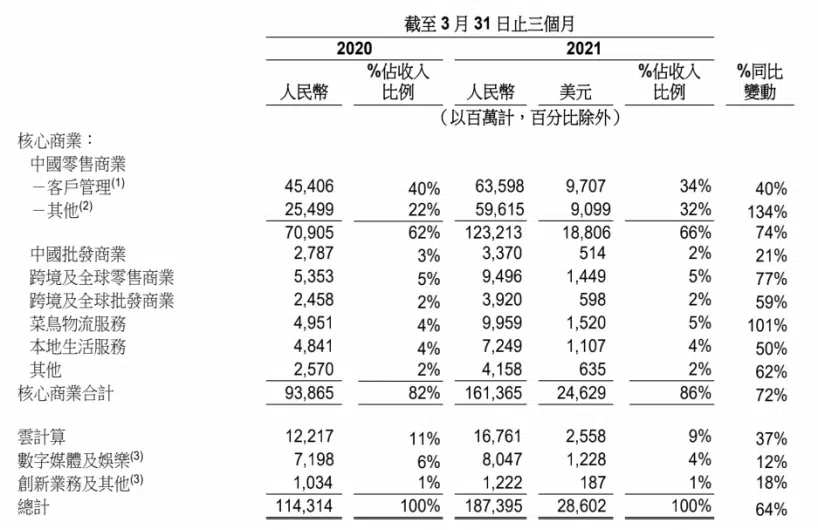 截至 3 月 31 日止三個月
2020 2021
%佔收入 %佔收入 %同比
人民幣 比例 人民幣 美元 比例 變動
（以百萬計，百分比除外）
核心商業：
中國零售商業
－客戶管理(1) 45,406 40% 63,598 9,707 34% 40%
－其他(2) 25,499 22% 59,615 9,099 32% 134%
70,905 62% 123,213 18,806 66% 74%
中國批發商業 2,787 3% 3,370 514 2% 21%
跨境及全球零售商業 5,353 5% 9,496 1,449 5% 77%
跨境及全球批發商業 2,458 2% 3,920 598 2% 59%
菜鳥物流服務 4,951 4% 9,959 1,520 5% 101%
本地生活服務 4,841 4% 7,249 1,107 4% 50%
其他 2,570 2% 4,158 635 2% 62%
核心商業合計 93,865 82% 161,365 24,629 86% 72%
雲計算 12,217 11% 16,761 2,558 9% 37%
數字媒體及娛樂(3) 7,198 6% 8,047 1,228 4% 12%
創新業務及其他(3) 1,034 1% 1,222 187 1% 18%
總計 114,314 100% 187,395 28,602 100% 64%